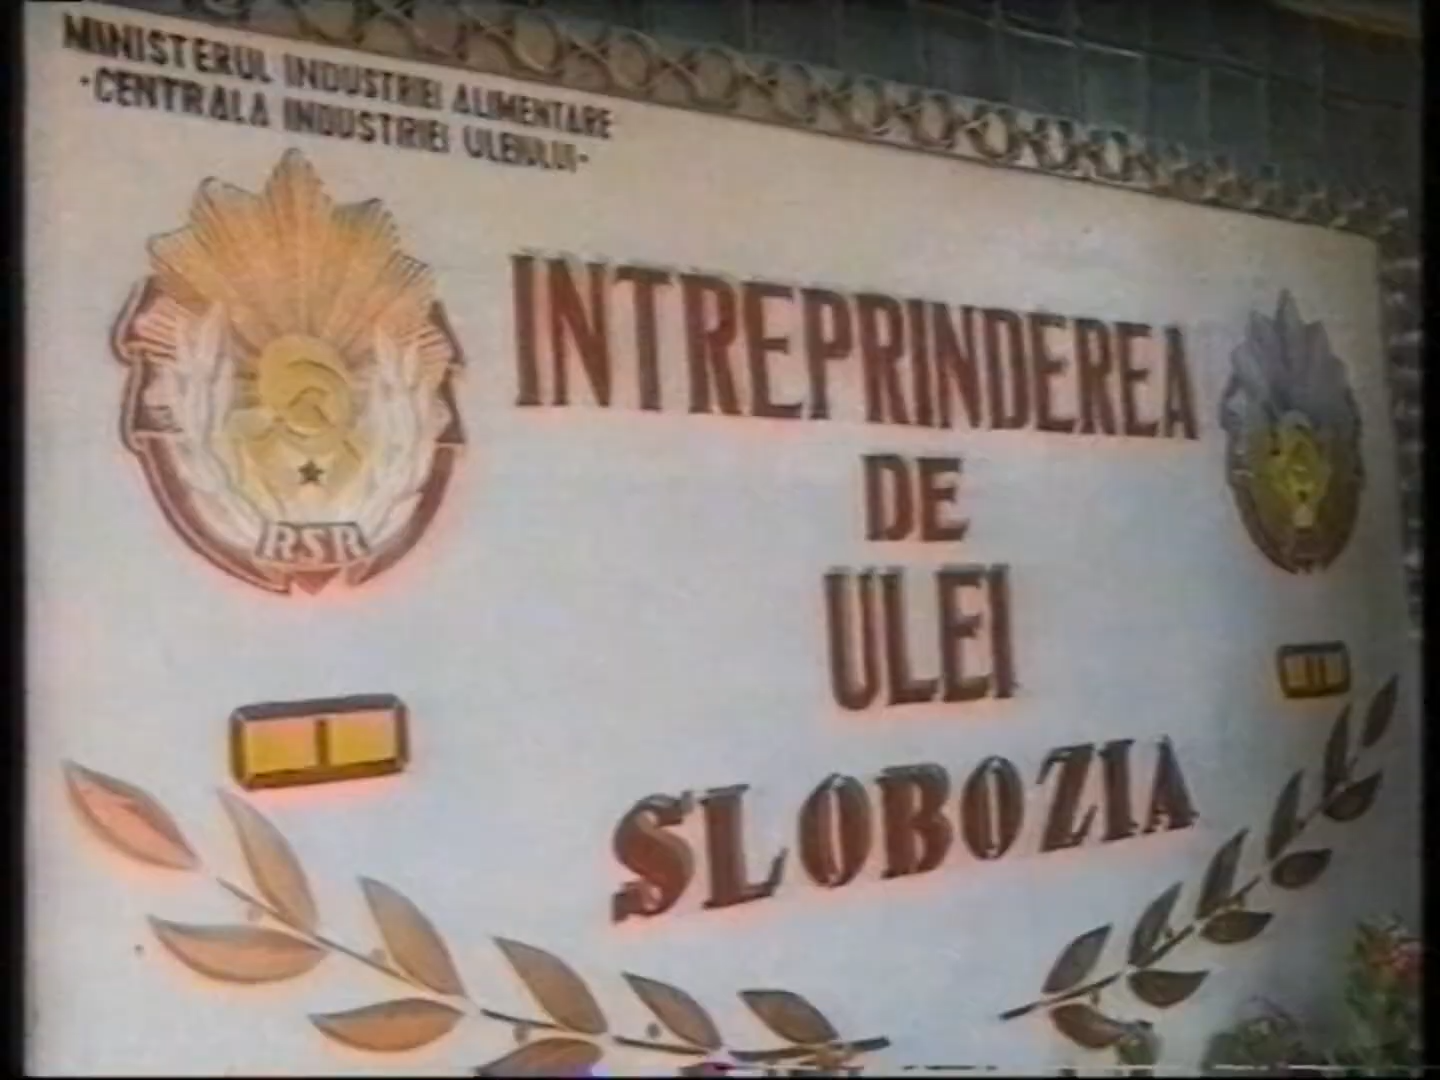 MINISTERUL INDUSTRIEI ALIMENTARE
·CENTRALA INDUSTRIEI ULEIULUI·
INTREPRINDEREA
DE
ULEI
SLOBOZIA
RSR